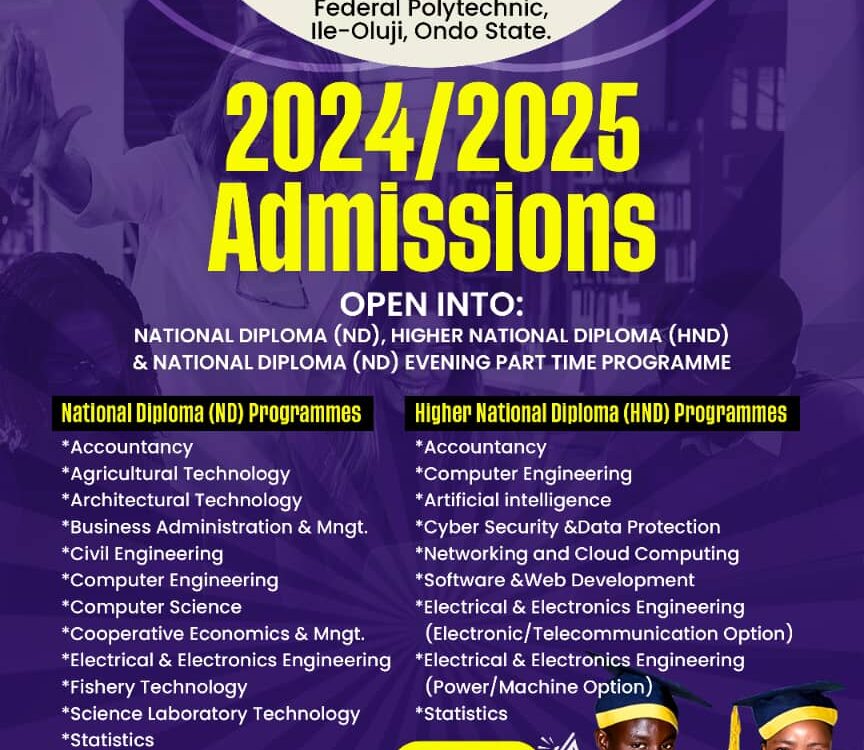 Federal Polytechnic,
Ile-Oluji, Ondo State.
2024/2025
Admissions
OPEN INTO:
NATIONAL DIPLOMA (ND), HIGHER NATIONAL DIPLOMA (HND)
& NATIONAL DIPLOMA (ND) EVENING PART TIME PROGRAMME
National Diploma (ND) Programmes
*Accountancy
*Agricultural Technology
*Architectural Technology
*Business Administration & Mngt.
*Civil Engineering
*Computer Engineering
*Computer Science
*Cooperative Economics & Mngt.
*Electrical & Electronics Engineering
*Fishery Technology
*Science Laboratory Technology
*Statistics
Higher National Diploma (HND) Programmes
*Accountancy
*Computer Engineering
*Artificial intelligence
*Cyber Security &Data Protection
*Networking and Cloud Computing
*Software &Web Development
*Electrical & Electronics Engineering
(Electronic/Telecommunication Option)
*Electrical & Electronics Engineering
(Power/Machine Option)
*Statistics